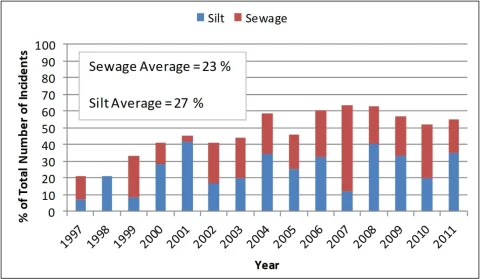 Silt Sewage
% of Total Number of Incidents
100
90
80
70
60
50
40
30
20
10
0
Sewage Average = 23 %
Silt Average = 27 %
1997 1998 1999 2000 2001 2002 2003 2004 2005 2006 2007 2008 2009 2010 2011
Year